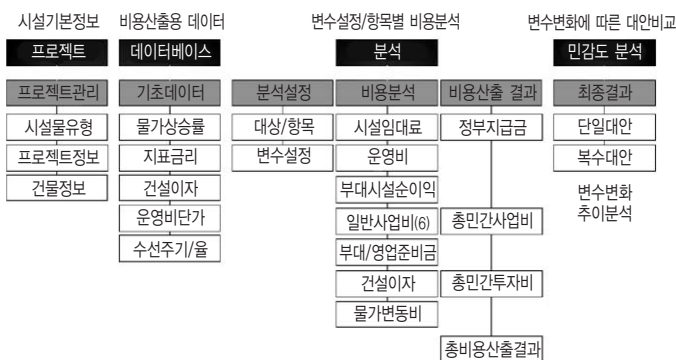 시설기본정보 비용산출용 데이터 변수설정/항목별 비용분석 변수변화에 따른 대안비교
프로젝트 데이터베이스 분석 민감도 분석
프로젝트관리 기초데이터 분석설정 비용분석 비용산출 결과 최종결과
시설물유형 물가상승률 대상/항목 시설임대료 정부지급금 단일대안
프로젝트정보 지표금리 변수설정 운영비 복수대안
건물정보 건설이자 부대시설순이익 변수변화
추이분석
운영비단가 일반사업비(6) 총민간사업비
수선주기/율 부대/영업준비금
건설이자 총민간투자비
물가변동비
총비용산출결과